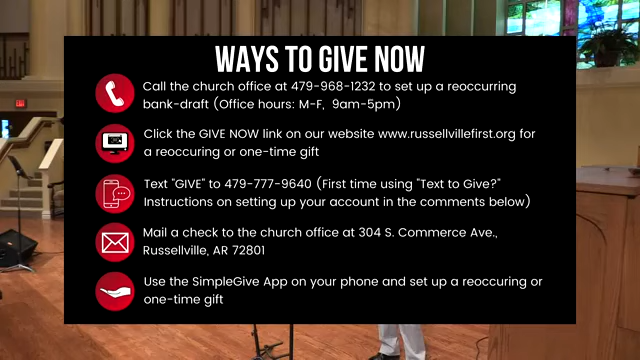 WAYS TO GIVE NOW
Call the church office at 479-968-1232 to set up a reoccurring
bank-draft (Office hours: M-F, 9am-5pm)
Click the GIVE NOW link on our website www.russellvillefirst.org for
a reoccuring or one-time gift
Text "GIVE" to 479-777-9640 (First time using "Text to Give?"
Instructions on setting up your account in the comments below)
Mail a check to the church office at 304 S. Commerce Ave.,
Russellville, AR 72801
Use the SimpleGive App on your phone and set up a reoccuring or
one-time gift